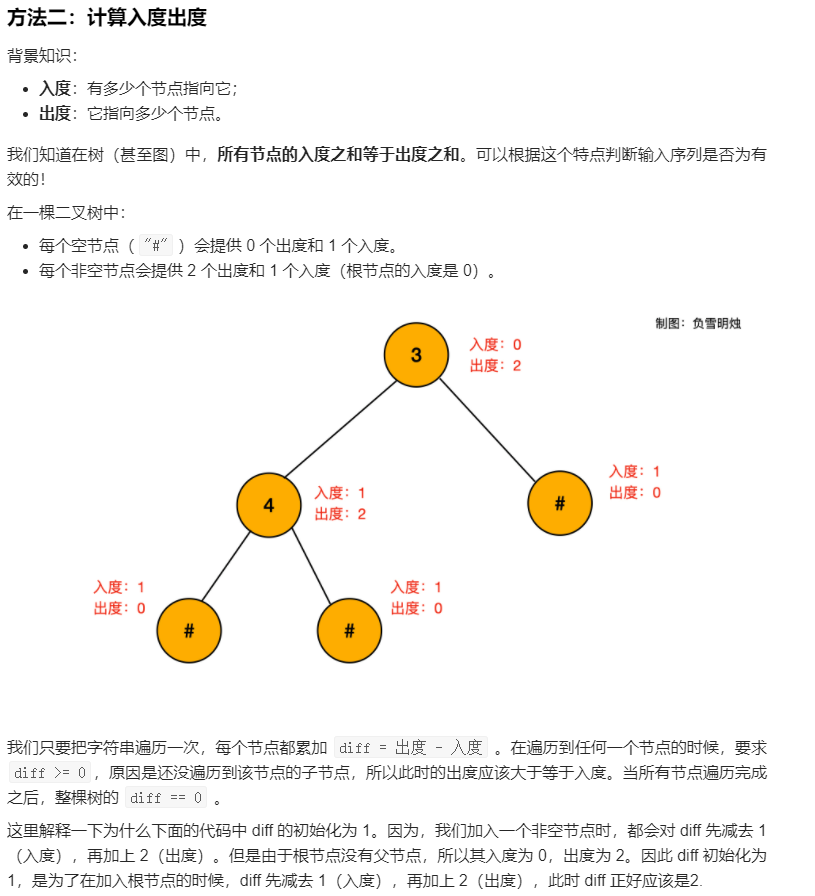 方法二：计算入度出度
背景知识：
• 入度：有多少个节点指向它；
• 出度：它指向多少个节点。
我们知道在树（甚至图）中，所有节点的入度之和等于出度之和。可以根据这个特点判断输入序列是否为有
效的！
在一棵二叉树中：
• 每个空节点（ "#" ）会提供 0 个出度和 1 个入度。
• 每个非空节点会提供 2 个出度和 1 个入度（根节点的入度是 0）。
制图：负雪明烛
3
入度：0
出度：2
4
入度：1
出度：2
#
入度：1
出度：0
入度：1
出度：0
#
#
入度：1
出度：0
我们只要把字符串遍历一次，每个节点都累加 diff = 出度 - 入度 。在遍历到任何一个节点的时候，要求
diff >= 0 ，原因是还没遍历到该节点的子节点，所以此时的出度应该大于等于入度。当所有节点遍历完成
之后，整棵树的 diff == 0 。
这里解释一下为什么下面的代码中 diff 的初始化为 1。因为，我们加入一个非空节点时，都会对 diff 先减去 1
（入度），再加上 2（出度）。但是由于根节点没有父节点，所以其入度为 0，出度为 2。因此 diff 初始化为
1，是为了在加入根节点的时候，diff 先减去 1（入度），再加上 2（出度），此时 diff 正好应该是2.